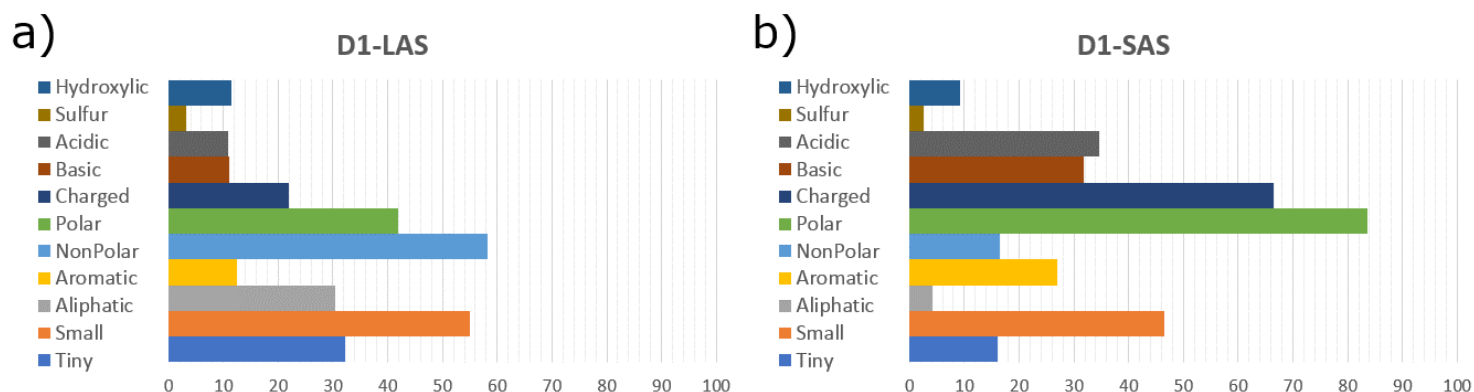 a)
D1-LAS
Hydroxylic
Sulfur
Acidic
Basic
Charged
Polar
NonPolar
Aromatic
Aliphatic
Small
Tiny
0 10 20 30 40 50 60 70 80 90 100
b)
D1-SAS
Hydroxylic
Sulfur
Acidic
Basic
Charged
Polar
NonPolar
Aromatic
Aliphatic
Small
Tiny
0 10 20 30 40 50 60 70 80 90 100